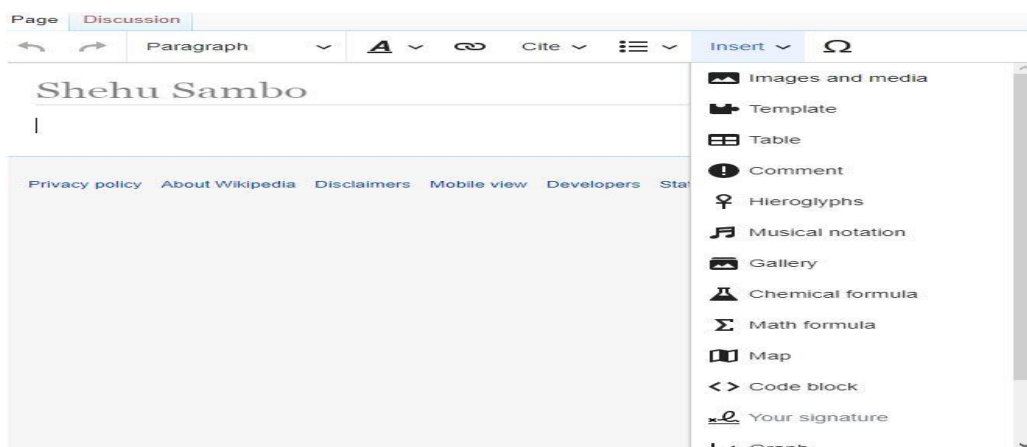 Page Discussion
Paragraph A Cite Insert Ω
Shehu Sambo
Images and media
Template
Table
Comment
Hieroglyphs
Musical notation
Gallery
Chemical formula
Σ Math formula
Map
<> Code block
Your signature
Privacy policy About Wikipedia Disclaimers Mobile view Developers